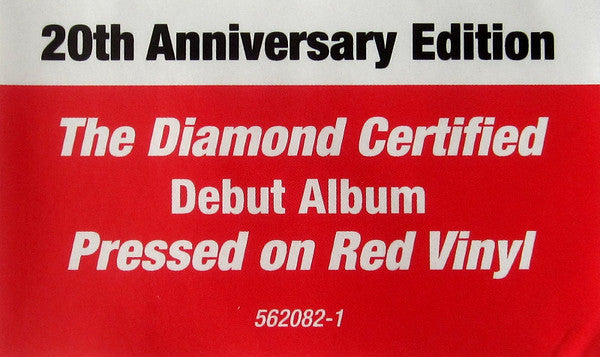 20th Anniversary Edition
The Diamond Certified
Debut Album
Pressed on Red Vinyl
562082-1